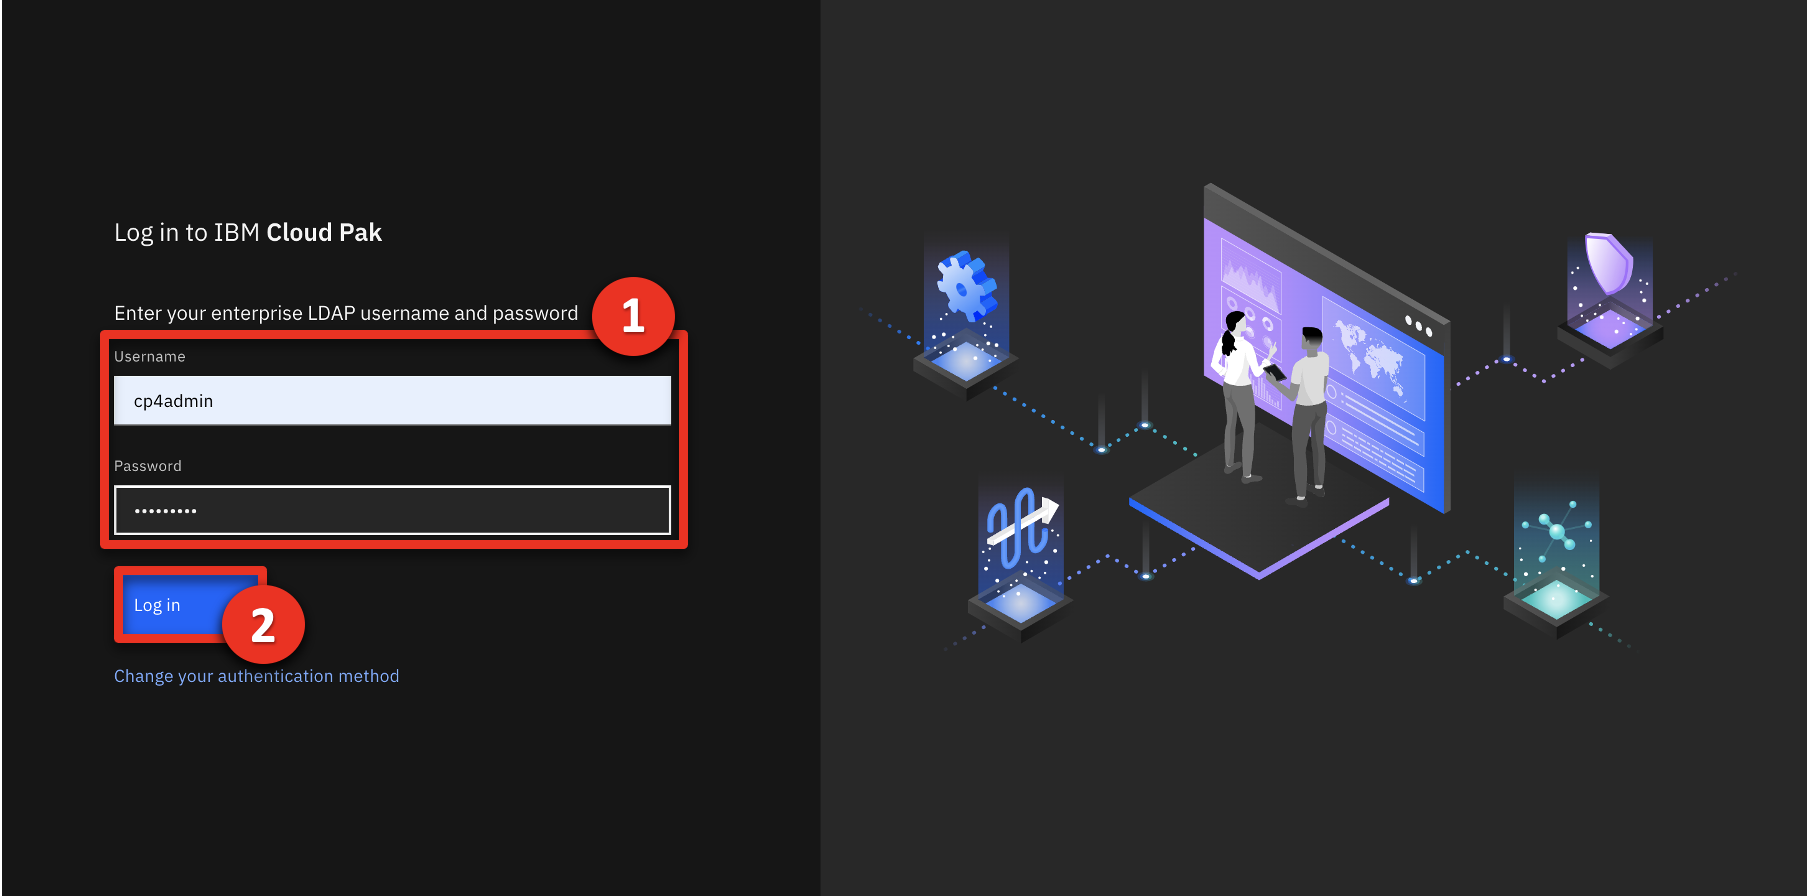 Log in to IBM Cloud Pak
Enter your enterprise LDAP username and password
1
Username
cp4admin
Password
•••••••••
Log in
2
Change your authentication method